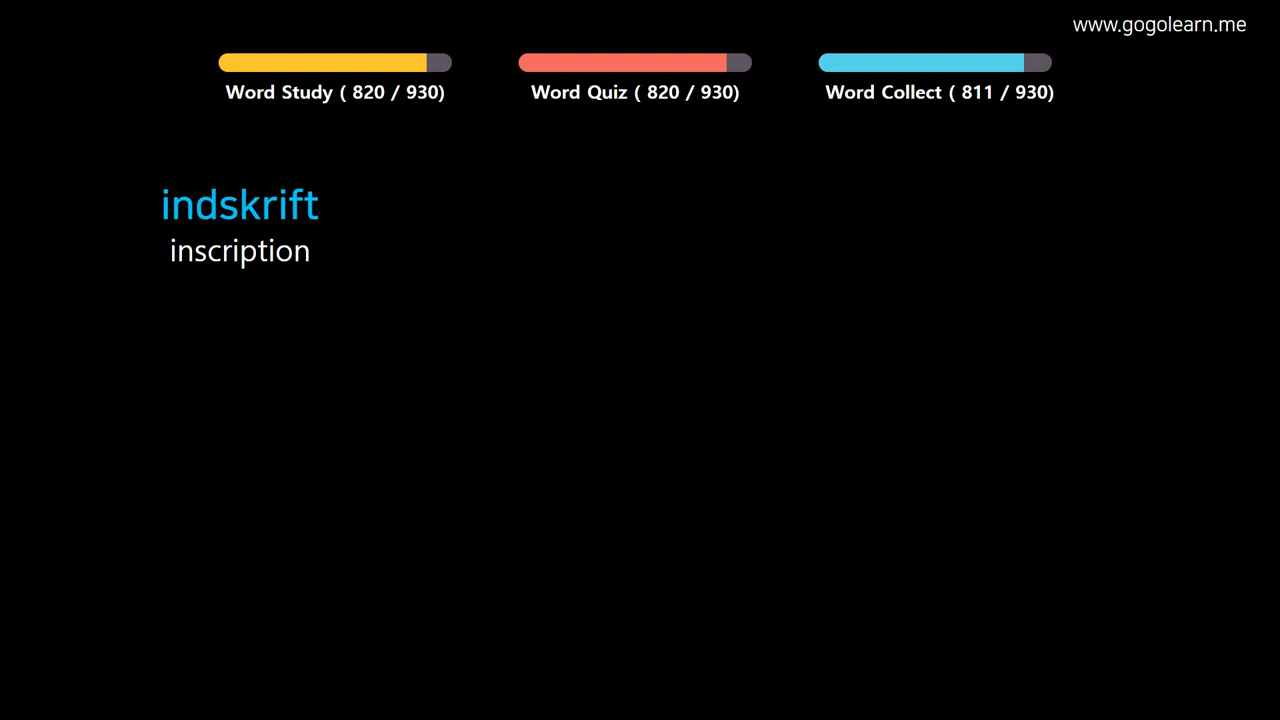 www.gogolearn.me
Word Study ( 820 / 930)
Word Quiz ( 820 / 930)
Word Collect ( 811 / 930)
indskrift
inscription